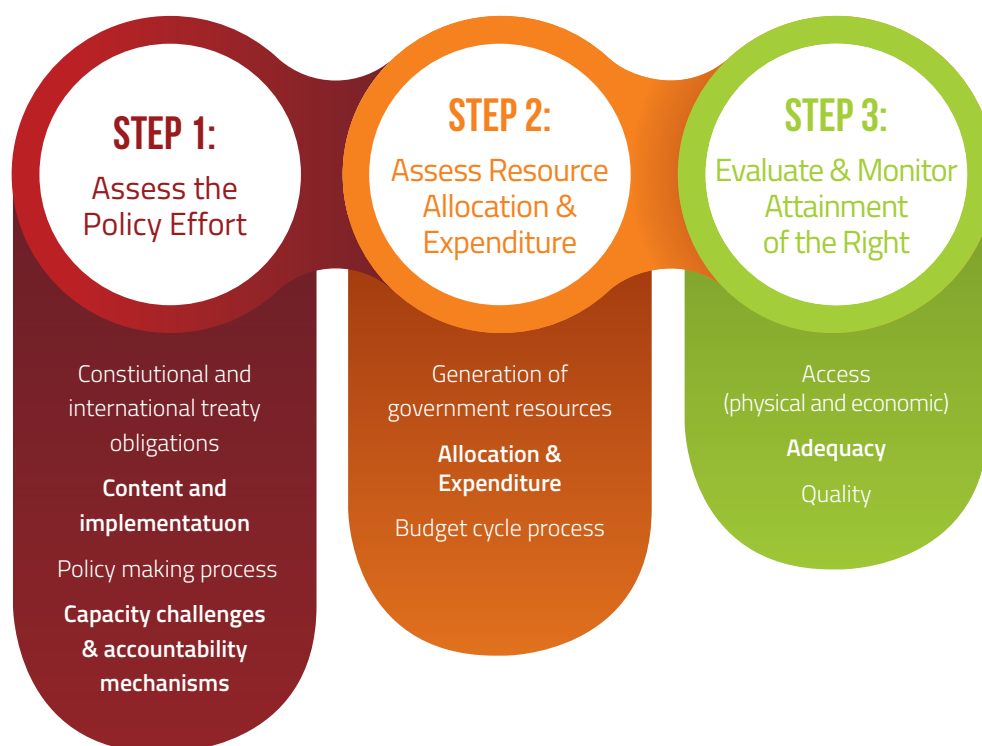 STEP 1:
Assess the
Policy Effort
Constiutional and
international treaty
obligations
Content and
implementatuon
Policy making process
Capacity challenges
& accountability
mechanisms
STEP 2:
Assess Resource
Allocation &
Expenditure
Generation of
government resources
Allocation &
Expenditure
Budget cycle process
STEP 3:
Evaluate & Monitor
Attainment
of the Right
Access
(physical and economic)
Adequacy
Quality